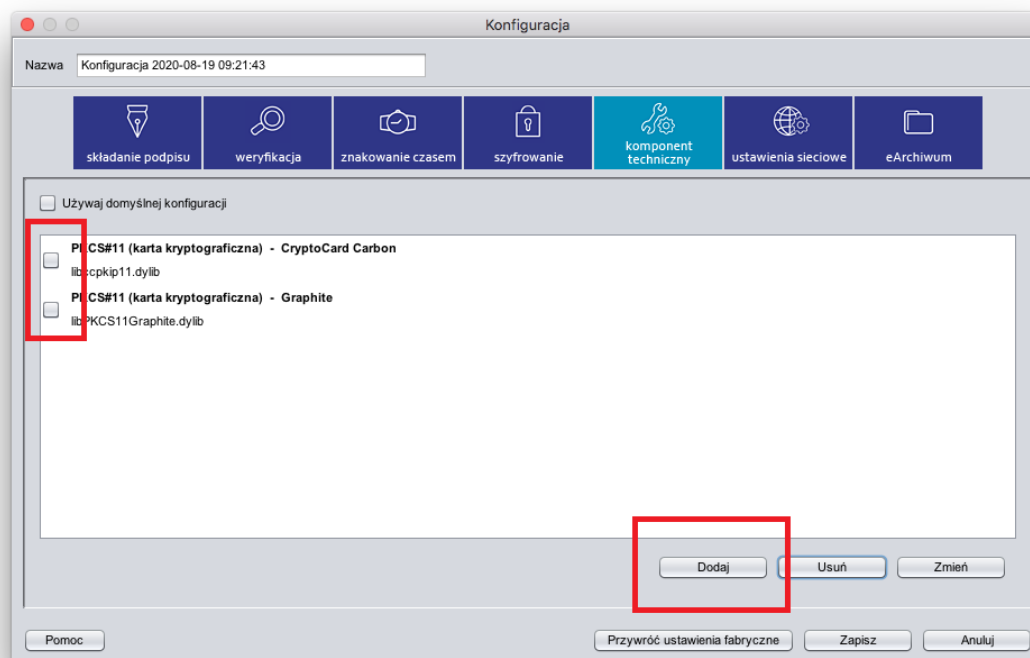 Konfiguracja
Nazwa Konfiguracja 2020-08-19 09:21:43
składanie podpisu weryfikacja znakowanie czasem szyfrowanie komponent techniczny ustawienia sieciowe eArchiwum
Używaj domyślnej konfiguracji
PKCS#11 (karta kryptograficzna) - CryptoCard Carbon
libccpkip11.dylib
PKCS#11 (karta kryptograficzna) - Graphite
libPKCS11Graphite.dylib
Dodaj Usuń Zmień
Pomoc Przywróć ustawienia fabryczne Zapisz Anuluj